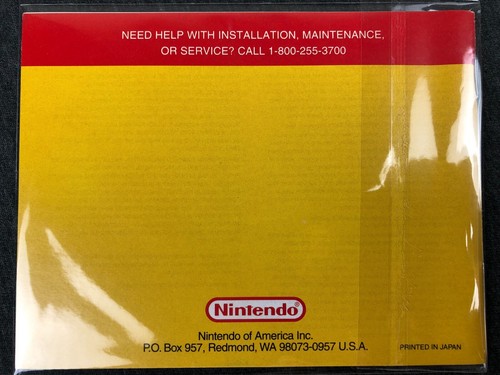 NEED HELP WITH INSTALLATION, MAINTENANCE,
OR SERVICE? CALL 1-800-255-3700
Nintendo
Nintendo of America Inc.
P.O. Box 957, Redmond, WA 98073-0957 U.S.A.
PRINTED IN JAPAN